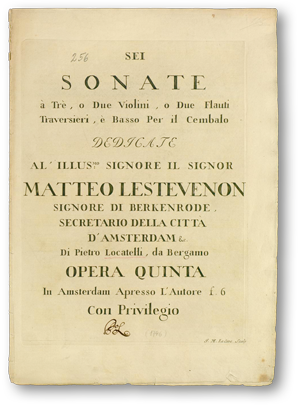 256
SEI
SONATE
à Trè, o Due Violini, o Due Flauti
Traversieri, è Basso Per il Cembalo
DEDICATE
AL' ILLUS.mo SIGNORE IL SIGNOR
MATTEO LESTEVENON
SIGNORE DI BERKENRODE.
SECRETARIO DELLA CITTÀ
D'AMSTERDAM &c.
Di Pietro Locatelli, da Bergamo
OPERA QUINTA
In Amsterdam Apresso L'Autore f. 6
Con Privilegio